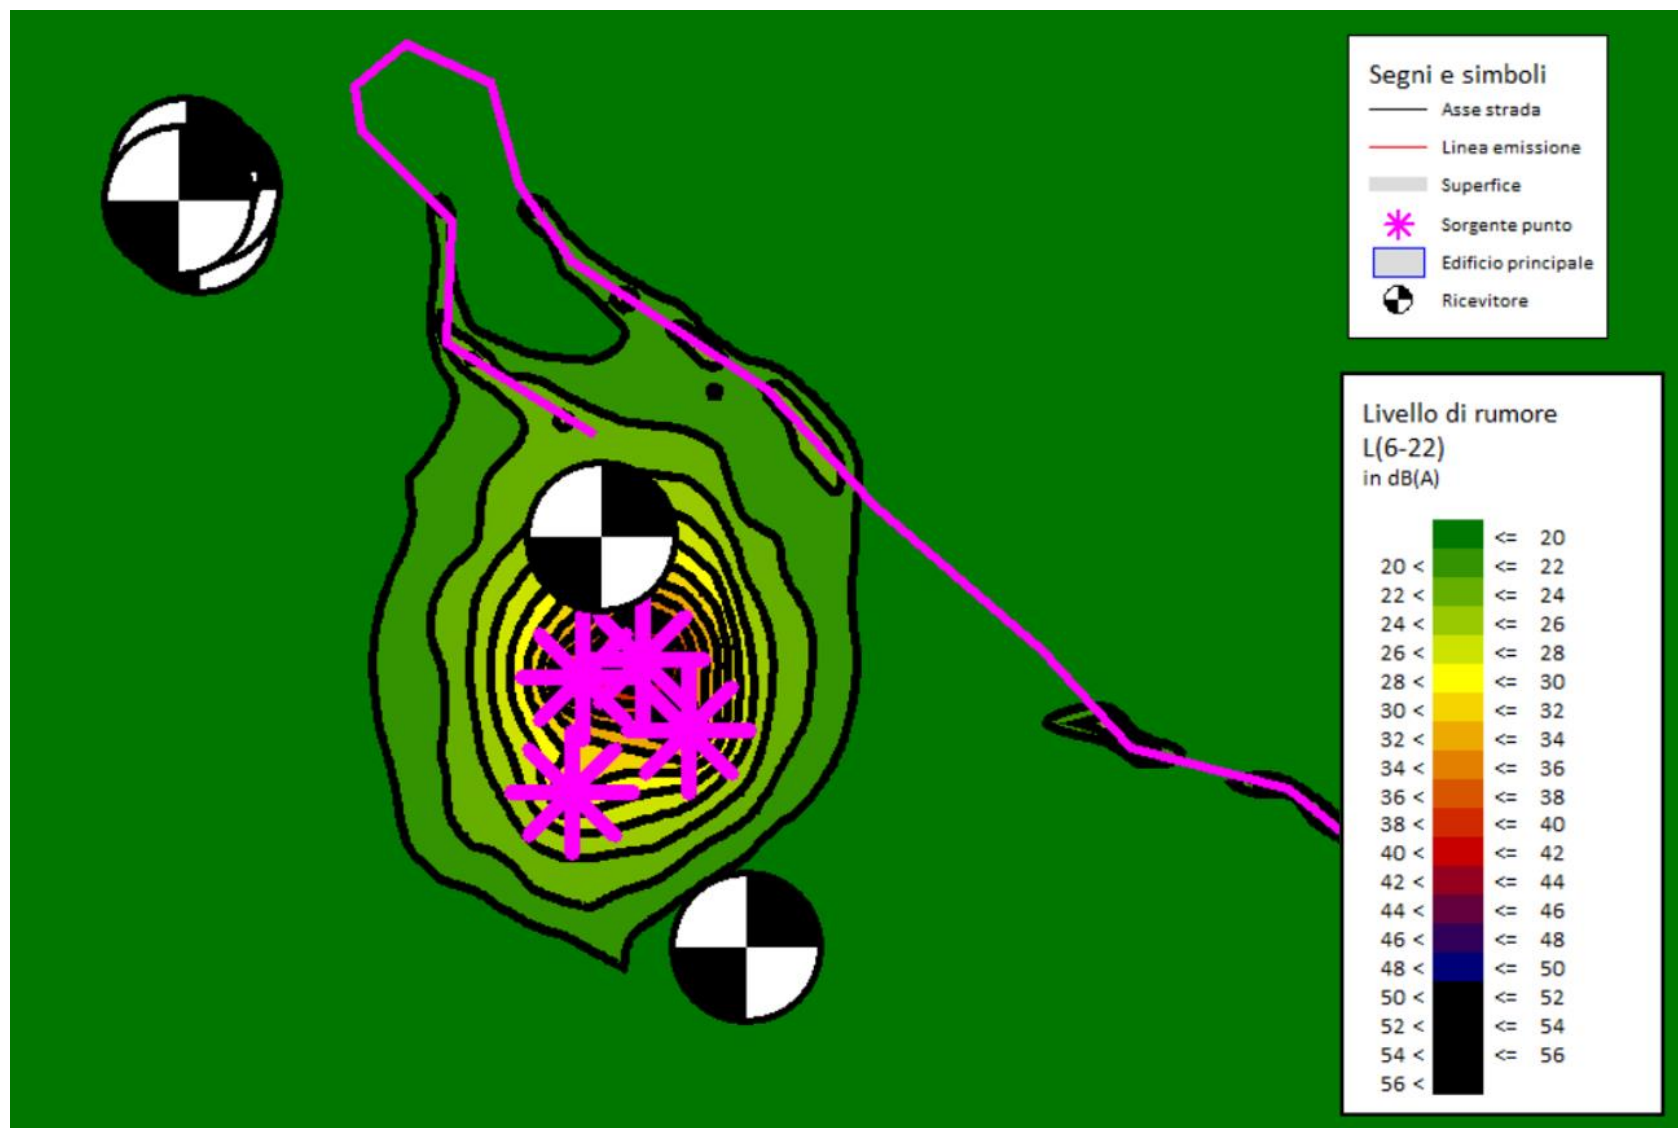 Segni e simboli
Asse strada
Linea emissione
Superfice
Sorgente punto
Edificio principale
Ricevitore
Livello di rumore
L(6-22)
in dB(A)
<= 20
20 < <= 22
22 < <= 24
24 < <= 26
26 < <= 28
28 < <= 30
30 < <= 32
32 < <= 34
34 < <= 36
36 < <= 38
38 < <= 40
40 < <= 42
42 < <= 44
44 < <= 46
46 < <= 48
48 < <= 50
50 < <= 52
52 < <= 54
54 < <= 56
56 <